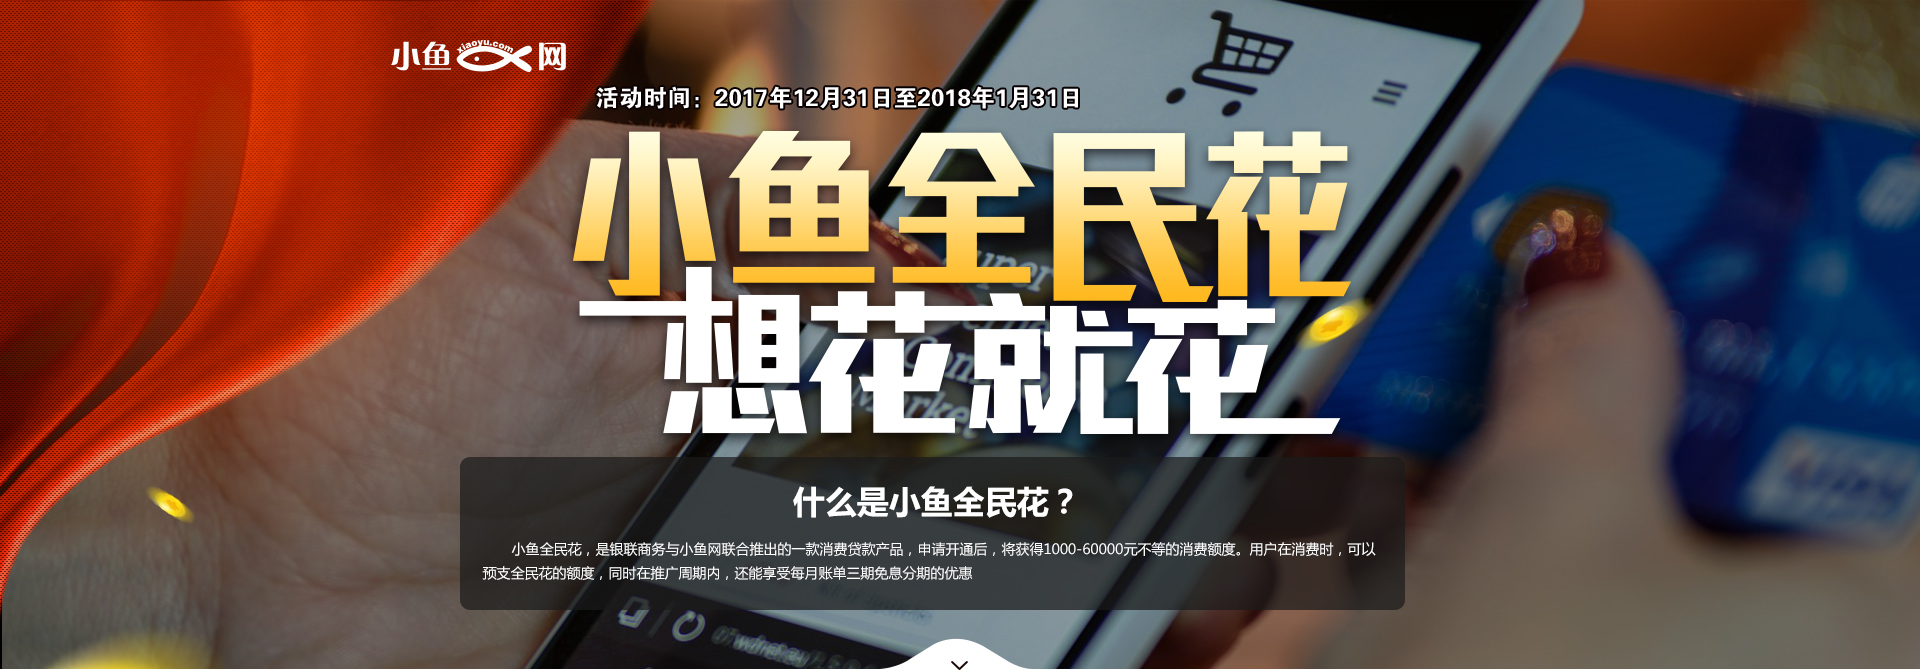 小鱼 xiaoyu.com 网
活动时间：2017年12月31日至2018年1月31日
小鱼全民花
想花就花
什么是小鱼全民花？
小鱼全民花，是银联商务与小鱼网联合推出的一款消费贷款产品，申请开通后，将获得1000-60000元不等的消费额度。用户在消费时，可以
预支全民花的额度，同时在推广周期内，还能享受每月账单三期免息分期的优惠